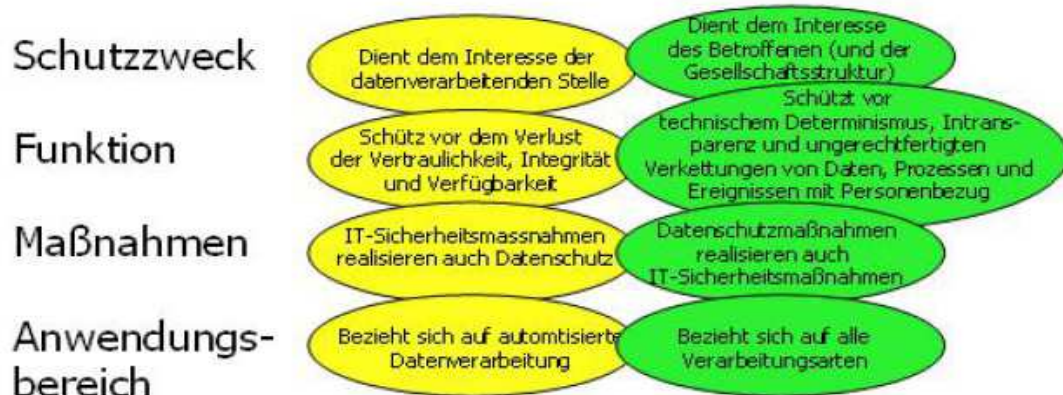 Schutzzweck
Dient dem Interesse der
datenverarbeitenden Stelle
Dient dem Interesse
des Betroffenen (und der
Gesellschaftsstruktur)
Funktion
Schütz vor dem Verlust
der Vertraulichkeit, Integrität
und Verfügbarkeit
Schützt vor
technischem Determinismus, Intrans-
parenz und ungerechtfertigten
Verkettungen von Daten, Prozessen und
Ereignissen mit Personenbezug
Maßnahmen
IT-Sicherheitsmassnahmen
realisieren auch Datenschutz
Datenschutzmaßnahmen
realisieren auch
IT-Sicherheitsmaßnahmen
Anwendungs-
bereich
Bezieht sich auf automtisierte
Datenverarbeitung
Bezieht sich auf alle
Verarbeitungsarten